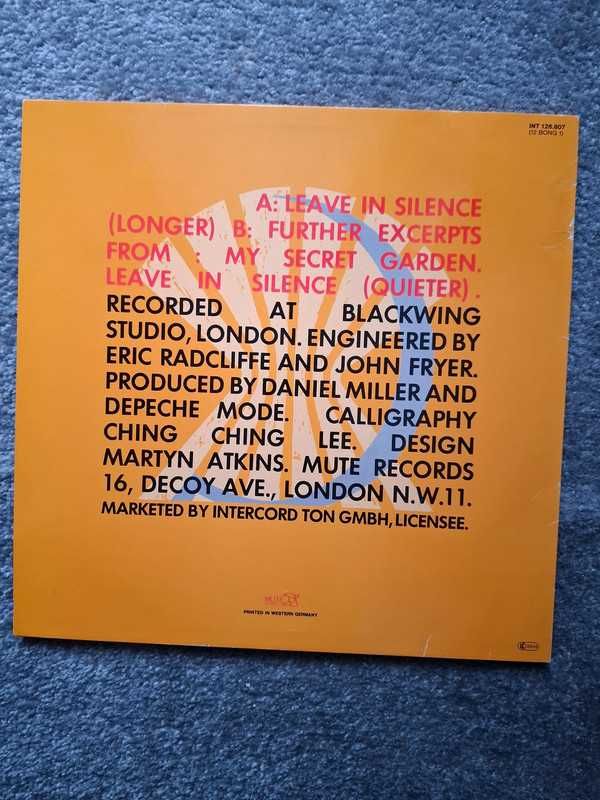 INT 126.807
(12 BONG 1)
A: LEAVE IN SILENCE
(LONGER) B: FURTHER EXCERPTS
FROM : MY SECRET GARDEN.
LEAVE IN SILENCE (QUIETER).
RECORDED AT BLACKWING
STUDIO, LONDON. ENGINEERED BY
ERIC RADCLIFFE AND JOHN FRYER.
PRODUCED BY DANIEL MILLER AND
DEPECHE MODE. CALLIGRAPHY
CHING CHING LEE. DESIGN
MARTYN ATKINS. MUTE RECORDS
16, DECOY AVE., LONDON N.W.11.
MARKETED BY INTERCORD TON GMBH, LICENSEE.
MUTE
PRINTED IN WESTERN GERMANY